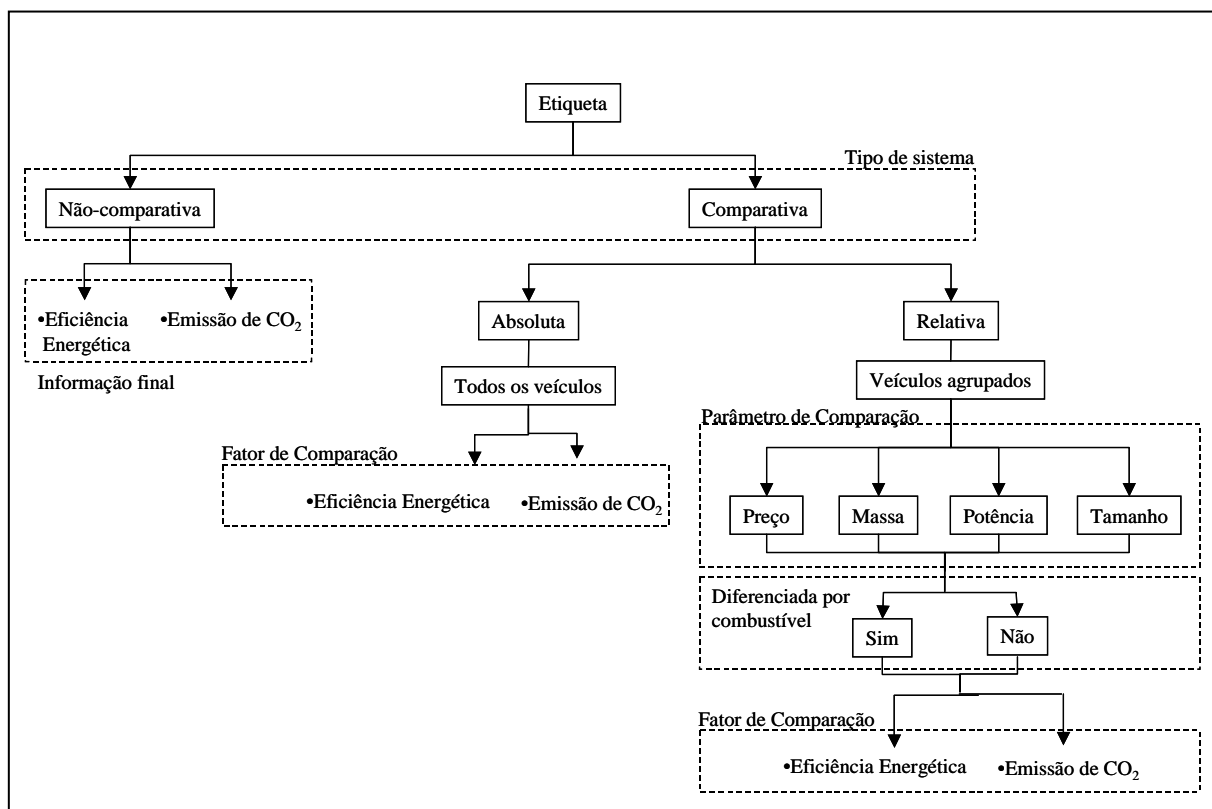 Etiqueta
Tipo de sistema
Não-comparativa
Comparativa
•Eficiência
Energética
•Emissão de CO₂
Informação final
Absoluta
Relativa
Todos os veículos
Veículos agrupados
Fator de Comparação
•Eficiência Energética
•Emissão de CO₂
Parâmetro de Comparação
Preço
Massa
Potência
Tamanho
Diferenciada por
combustível
Sim
Não
Fator de Comparação
•Eficiência Energética
•Emissão de CO₂